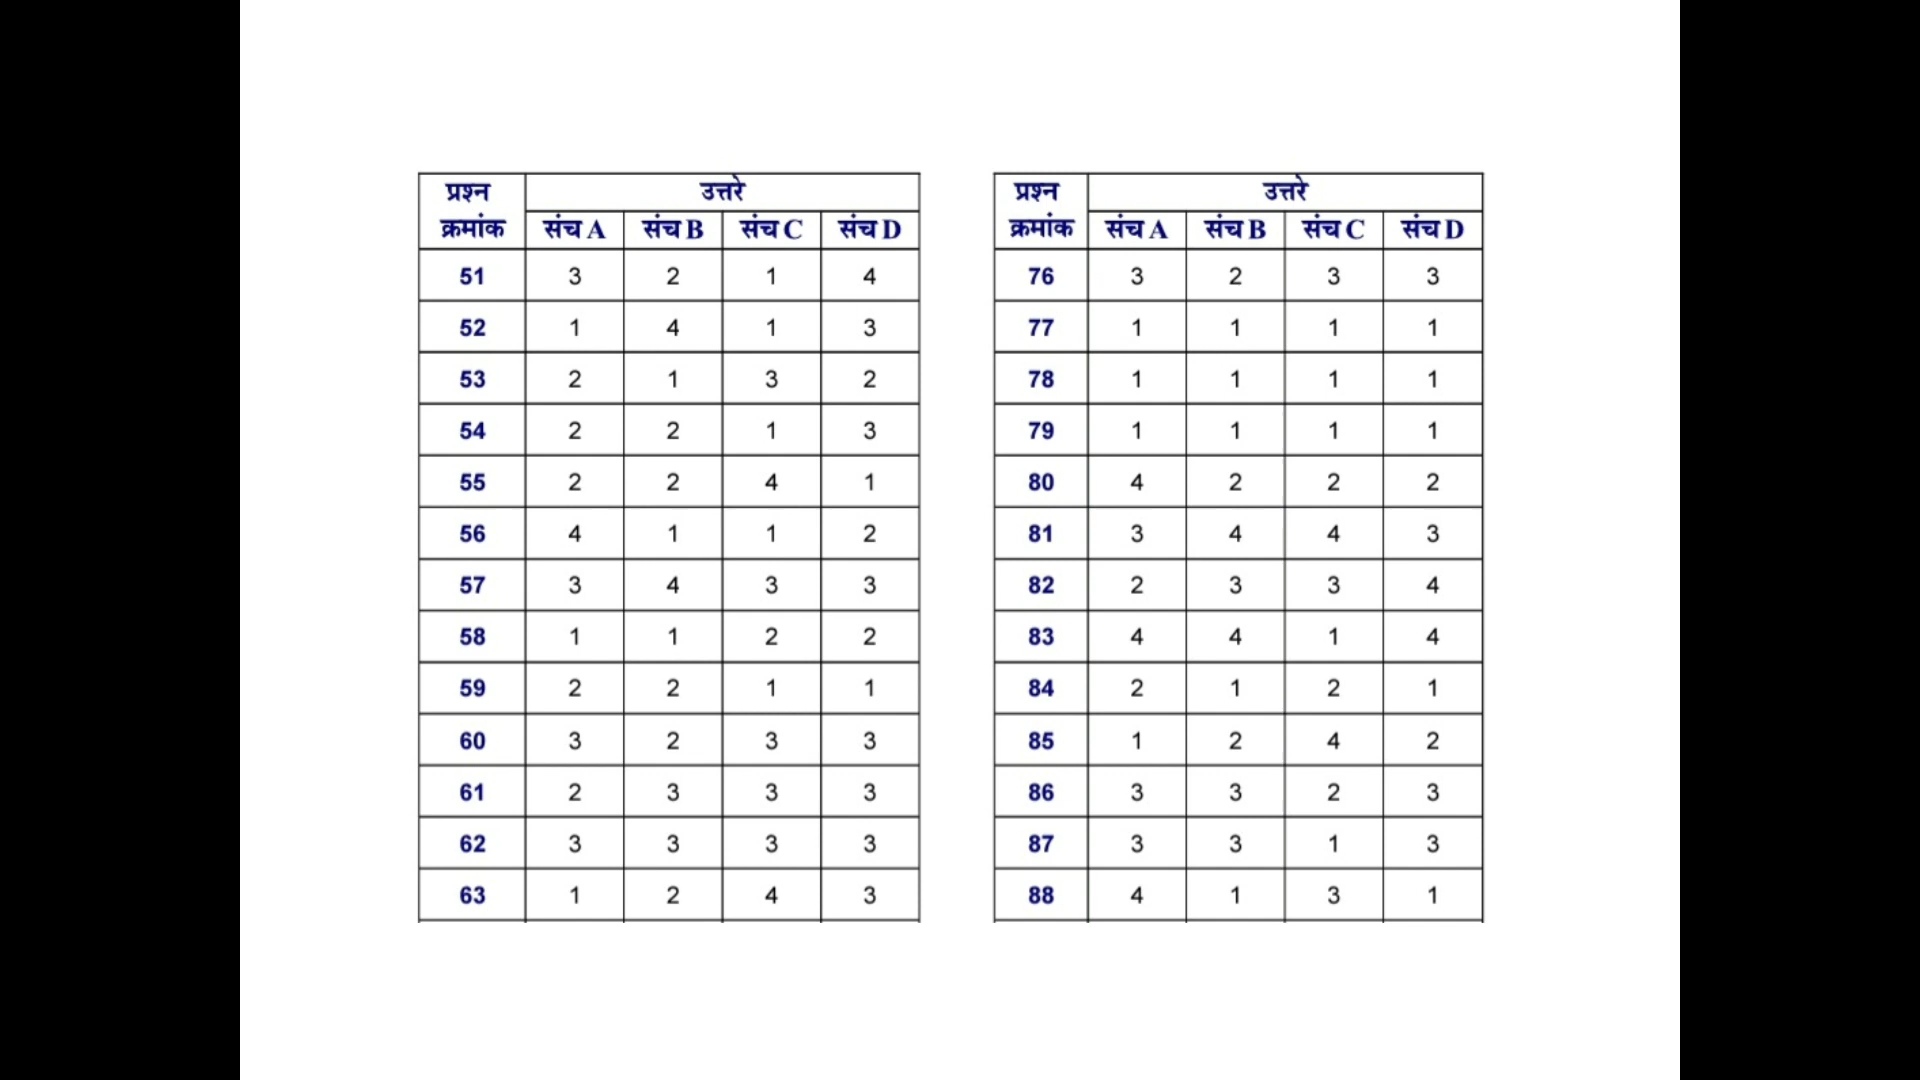 प्रश्न उत्तरे
क्रमांक संच A संच B संच C संच D
51 3 2 1 4
52 1 4 1 3
53 2 1 3 2
54 2 2 1 3
55 2 2 4 1
56 4 1 1 2
57 3 4 3 3
58 1 1 2 2
59 2 2 1 1
60 3 2 3 3
61 2 3 3 3
62 3 3 3 3
63 1 2 4 3
प्रश्न उत्तरे
क्रमांक संच A संच B संच C संच D
76 3 2 3 3
77 1 1 1 1
78 1 1 1 1
79 1 1 1 1
80 4 2 2 2
81 3 4 4 3
82 2 3 3 4
83 4 4 1 4
84 2 1 2 1
85 1 2 4 2
86 3 3 2 3
87 3 3 1 3
88 4 1 3 1